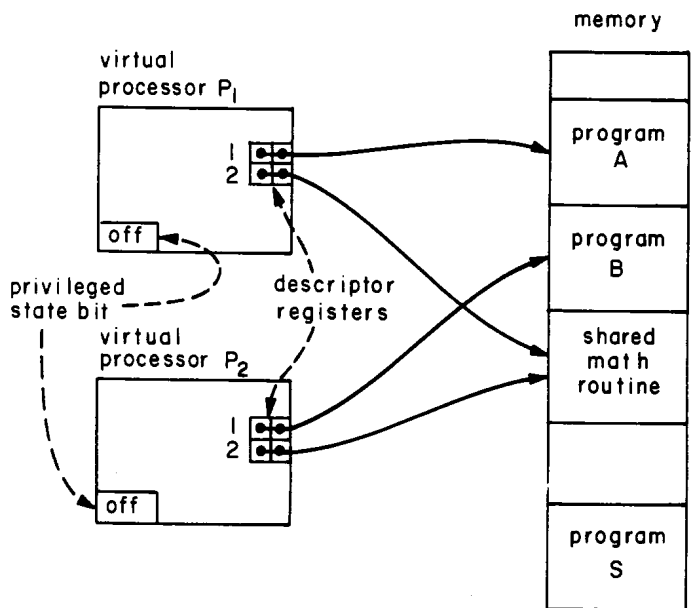 memory
virtual
processor P1
1
2
off
program
A
program
B
privileged
state bit
descriptor
registers
virtual
processor P2
1
2
off
shared
math
routine
program
S